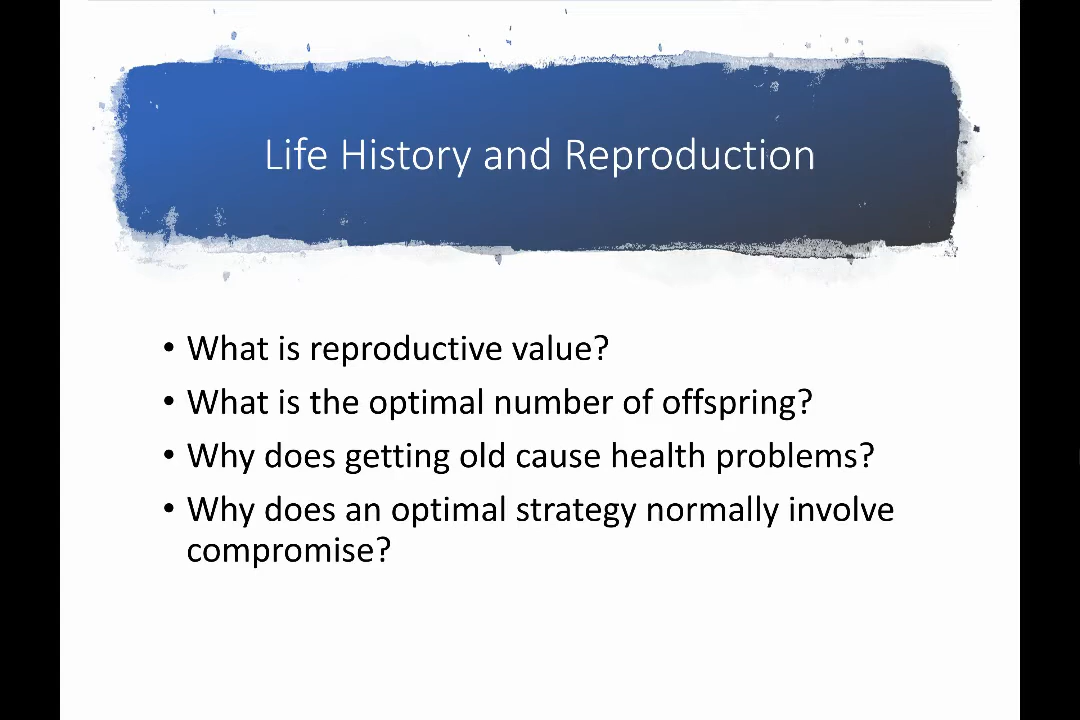 Life History and Reproduction
• What is reproductive value?
• What is the optimal number of offspring?
• Why does getting old cause health problems?
• Why does an optimal strategy normally involve
compromise?